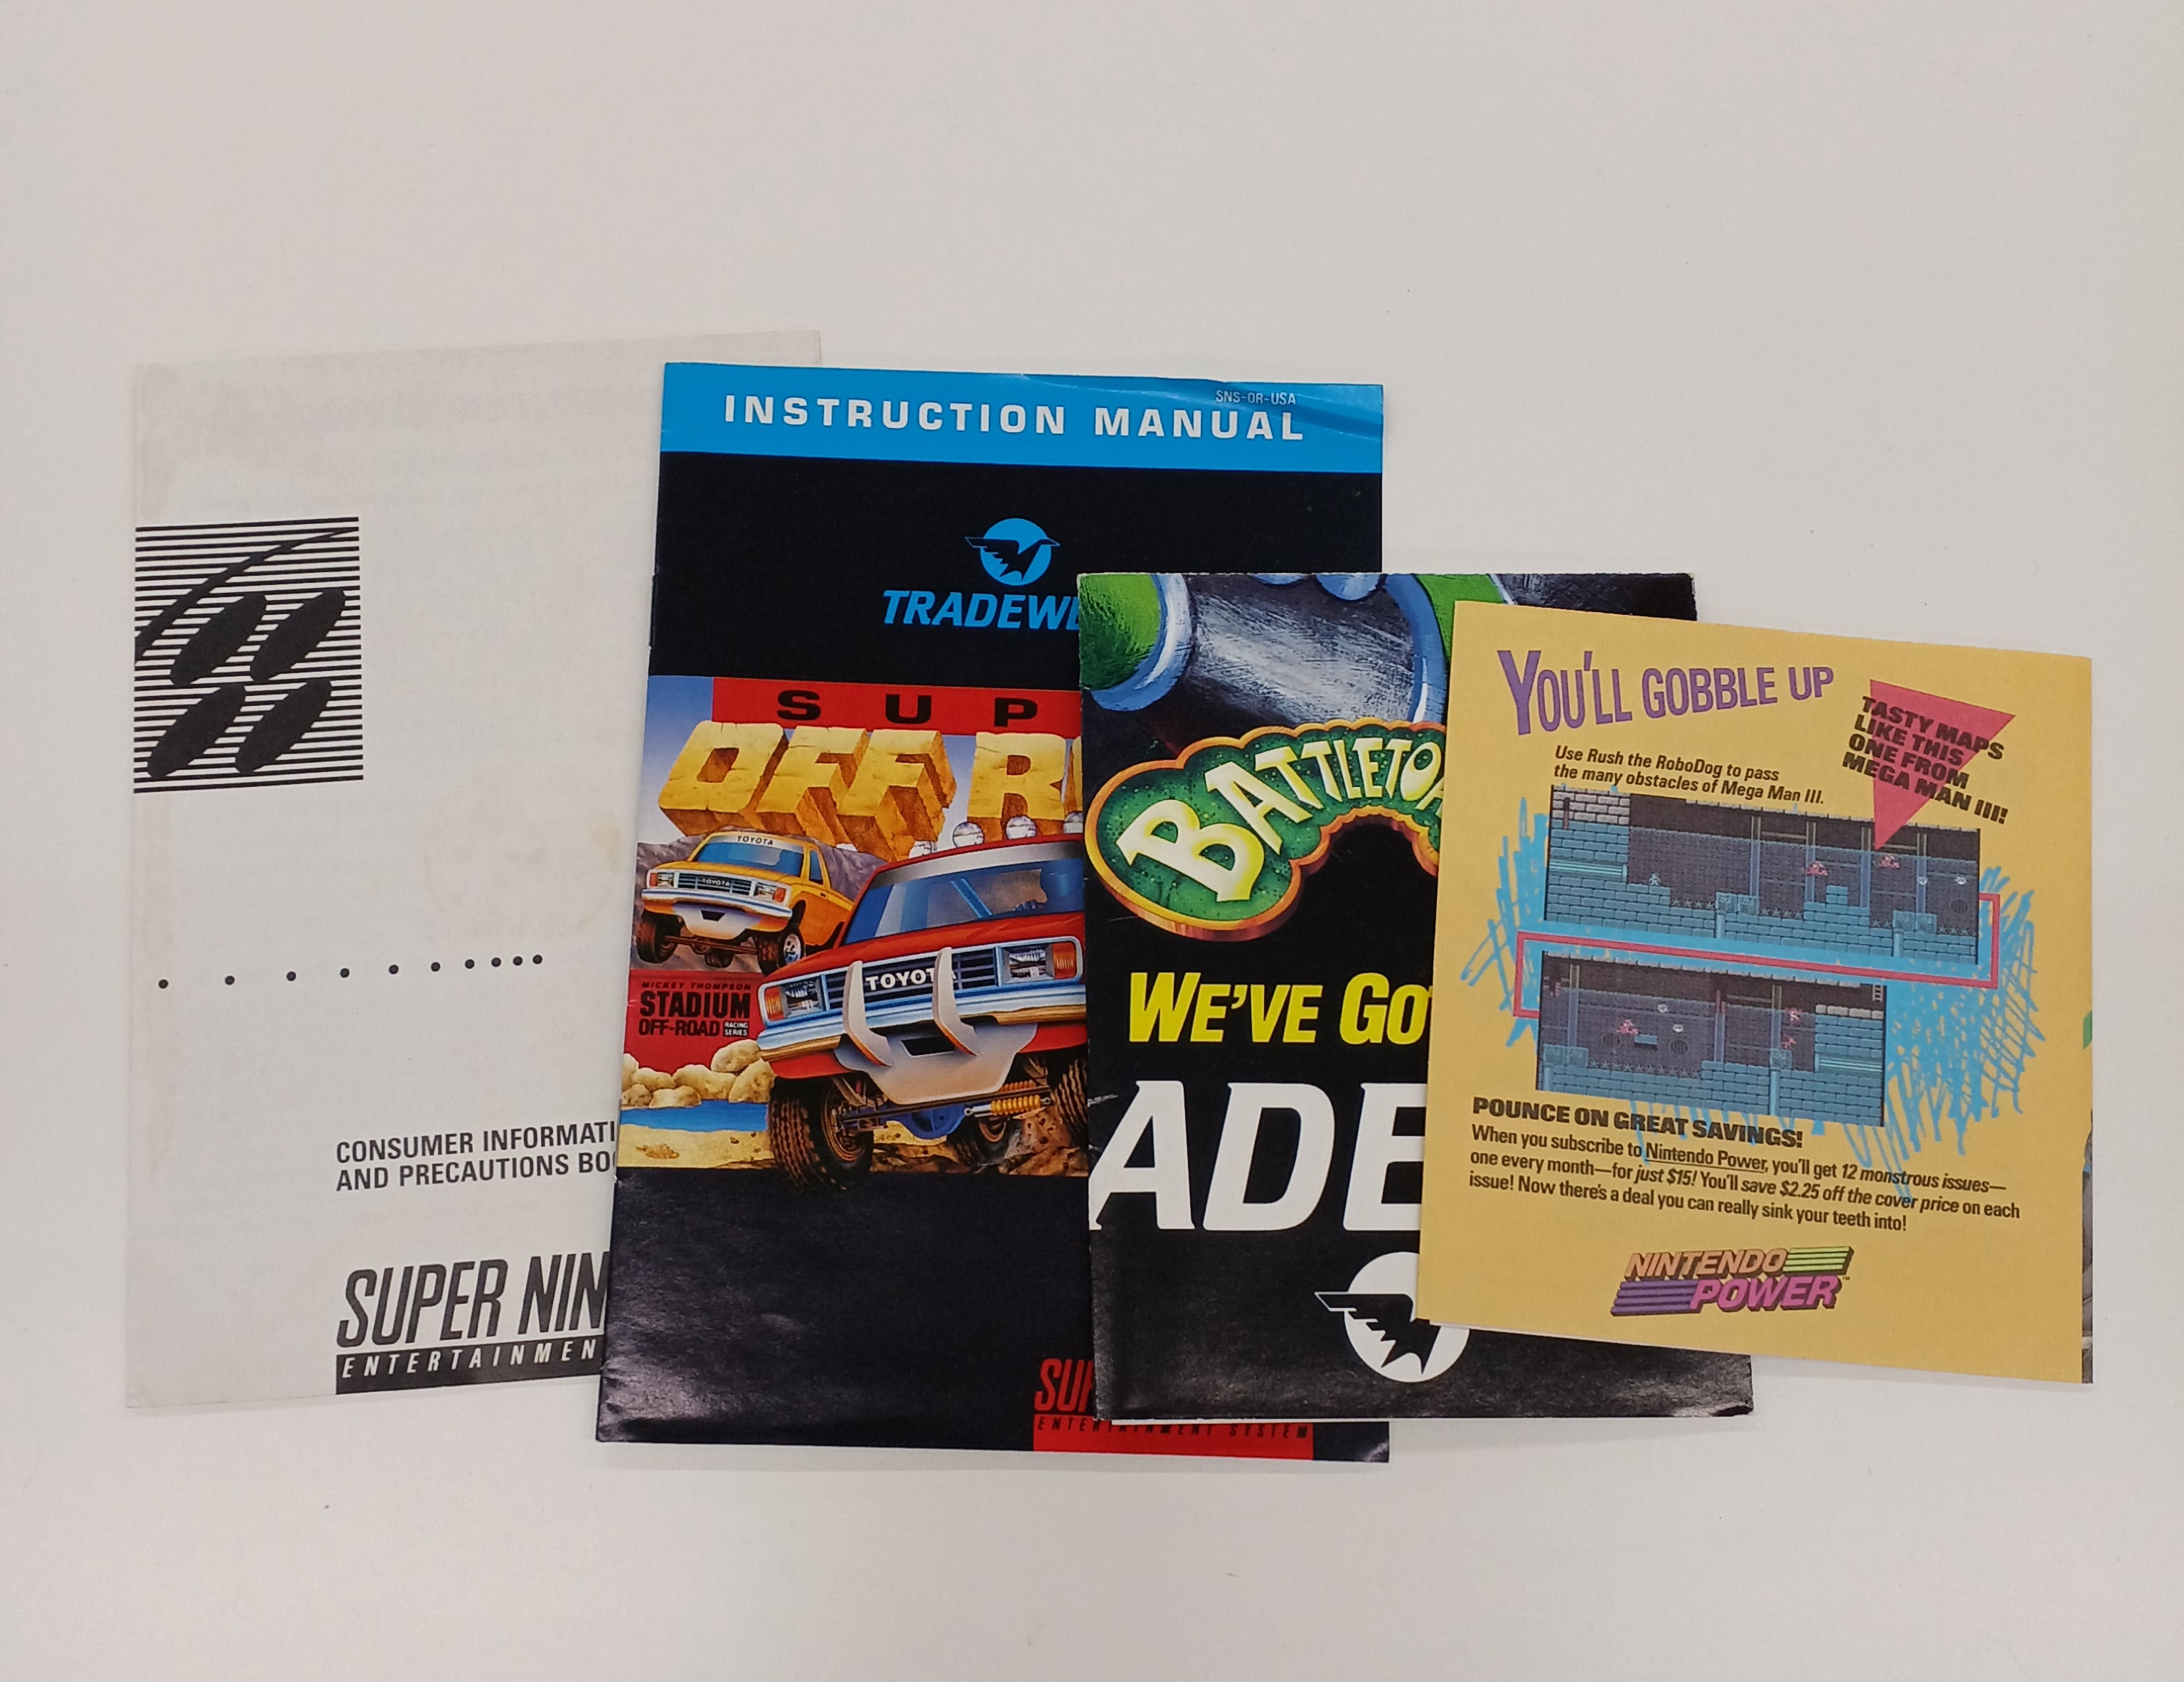 CONSUMER INFORMATI
AND PRECAUTIONS BO
SUPER NIN
ENTERTAINMEN
SNS-OR-USA
INSTRUCTION MANUAL
TRADEWE
SUP
OFF R
TOYOTA
TOYOTA
TOYOTA
MICKEY THOMPSON
STADIUM
OFF-ROAD RACING SERIES
SUP
ENTERTAINMENT SYSTEM
BATTLETOA
WE'VE GO
ADE
YOU'LL GOBBLE UP
TASTY MAPS
LIKE THIS
ONE FROM
MEGA MAN III!
Use Rush the RoboDog to pass
the many obstacles of Mega Man III.
POUNCE ON GREAT SAVINGS!
When you subscribe to Nintendo Power, you'll get 12 monstrous issues—
one every month—for just $15! You'll save $2.25 off the cover price on each
issue! Now there's a deal you can really sink your teeth into!
NINTENDO
POWER™